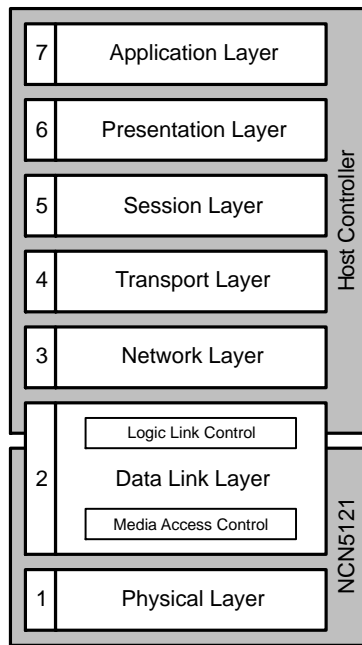 7 Application Layer
6 Presentation Layer
5 Session Layer
4 Transport Layer
3 Network Layer
Host Controller
Logic Link Control
2 Data Link Layer
Media Access Control
1 Physical Layer
NCN5121